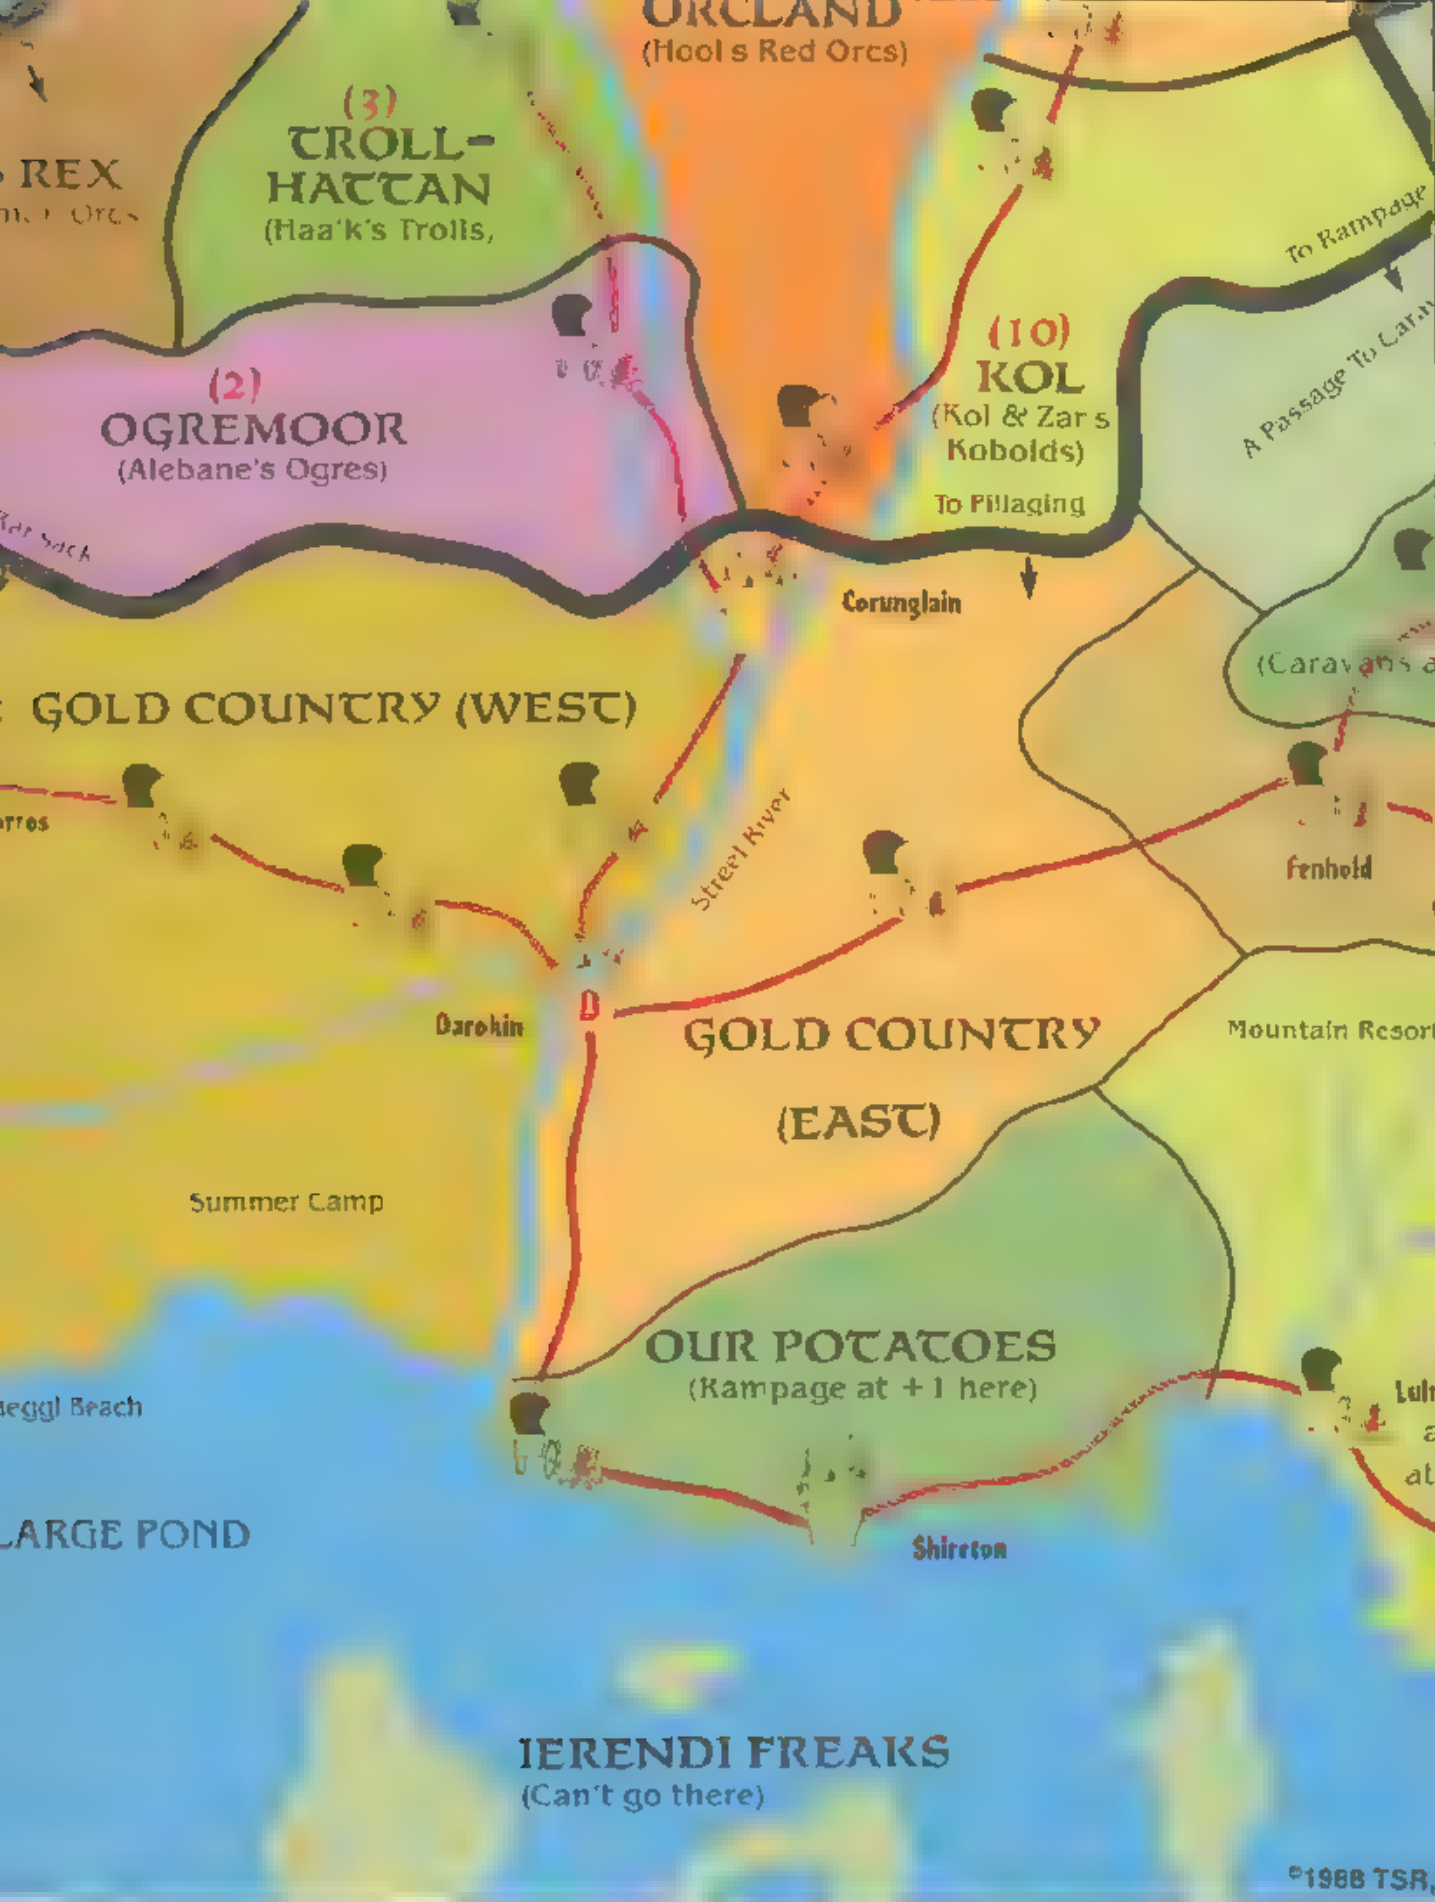 ORCLAND
(Hool s Red Orcs)
(3)
TROLL-
HATTAN
(Haa'k's Trolls,
REX
To Rampage
A Passage To
(2)
OGREMOOR
(Alebane's Ogres)
(10)
KOL
(Kol & Zar s
Kobolds)
To Pillaging
Corunglain
(Caravans a
GOLD COUNTRY (WEST)
Streel River
Fenhold
Darokin
D
GOLD COUNTRY
(EAST)
Mountain Resort
Summer Camp
OUR POTATOES
(Rampage at +1 here)
Beach
LARGE POND
Shireton
at
IERENDI FREAKS
(Can't go there)
©1988 TSR,